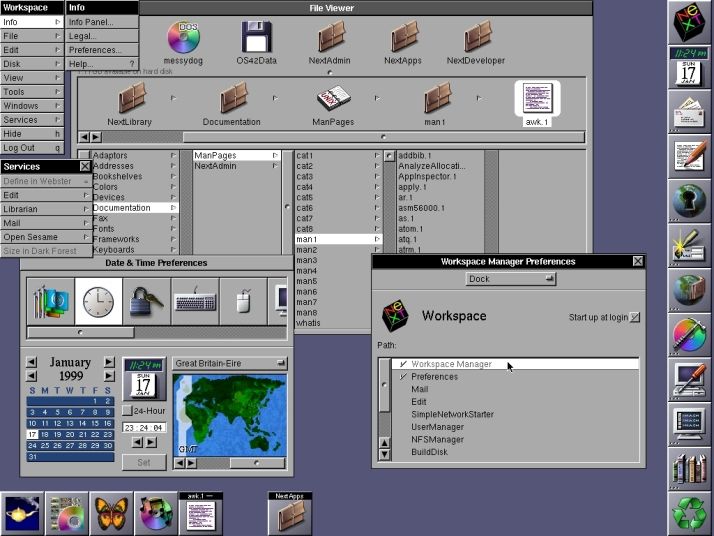 Workspace
Info
File
Edit
Disk
View
Tools
Windows
Services
Hide h
Log Out q
Info
Info Panel...
Legal...
Preferences...
Help... ?
File Viewer
messydog
OS42Data
NextAdmin
NextApps
NextDeveloper
available on hard disk
NextLibrary
Documentation
ManPages
man1
awk.1
Services
Define in Webster =
Edit
Librarian
Mail
Open Sesame
Size in Dark Forest
Adaptors
Addresses
Bookshelves
Colors
Devices
Documentation
Fax
Fonts
Frameworks
Keyboards
ManPages
NextAdmin
cat1
cat2
cat3
cat4
cat5
cat6
cat7
cat8
man1
man2
man3
man4
man5
man6
man7
man8
whatis
addbib.1
AnalyzeAllocati...
AppInspector.1
apply.1
ar.1
asm56000.1
as.1
atom.1
atq.1
atrm.1
Date & Time Preferences
January
1999
S M T W T F S
1 2
3 4 5 6 7 8 9
10 11 12 13 14 15 16
17 18 19 20 21 22 23
24 25 26 27 28 29 30
31
11:24 PM
SUN
17
JAN
24-Hour
23:24:04
Set
Great Britain-Eire
GMT
Workspace Manager Preferences
Dock
Workspace
Start up at login
Path:
Workspace Manager
Preferences
Mail
Edit
SimpleNetworkStarter
UserManager
NFSManager
BuildDisk
11:24 PM
SUN
17
JAN
awk.1 —
NextApps